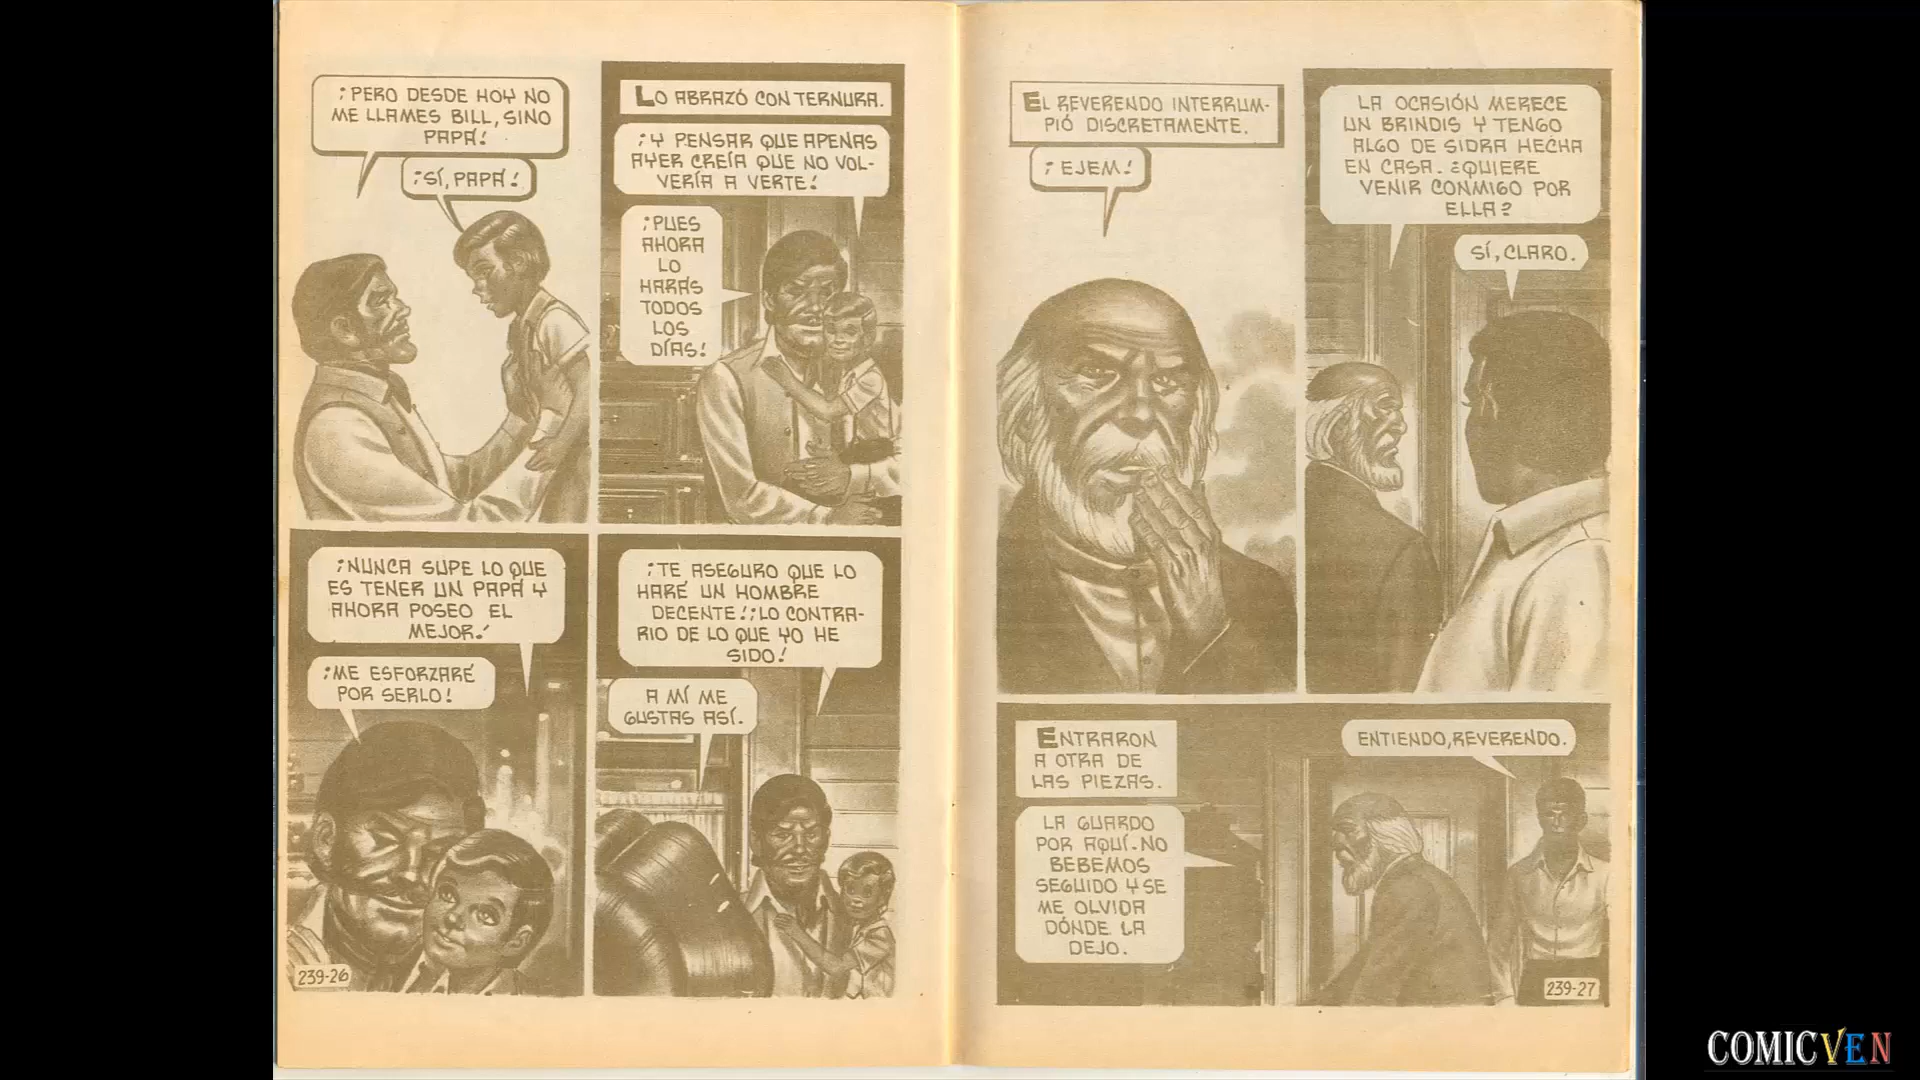 ¡PERO DESDE HOY NO
ME LLAMES BILL, SINO
PAPÁ!
¡SÍ, PAPÁ!
LO ABRAZÓ CON TERNURA.
¡Y PENSAR QUE APENAS
AYER CREÍA QUE NO VOL-
VERÍA A VERTE!
¡PUES
AHORA
LO
HARÁS
TODOS
LOS
DÍAS!
¡NUNCA SUPE LO QUE
ES TENER UN PAPÁ Y
AHORA POSEO EL
MEJOR!
¡ME ESFORZARÉ
POR SERLO!
239-26
¡TE ASEGURO QUE LO
HARÉ UN HOMBRE
DECENTE! ¡LO CONTRA-
RIO DE LO QUE YO HE
SIDO!
A MÍ ME
GUSTAS ASÍ.
EL REVERENDO INTERRUM-
PIÓ DISCRETAMENTE.
¡EJEM!
LA OCASIÓN MERECE
UN BRINDIS Y TENGO
ALGO DE SIDRA HECHA
EN CASA. ¿QUIERE
VENIR CONMIGO POR
ELLA?
SÍ, CLARO.
ENTRARON
A OTRA DE
LAS PIEZAS.
LA GUARDO
POR AQUÍ. NO
BEBEMOS
SEGUIDO Y SE
ME OLVIDA
DÓNDE LA
DEJO.
ENTIENDO, REVERENDO.
239-27
COMICVEN